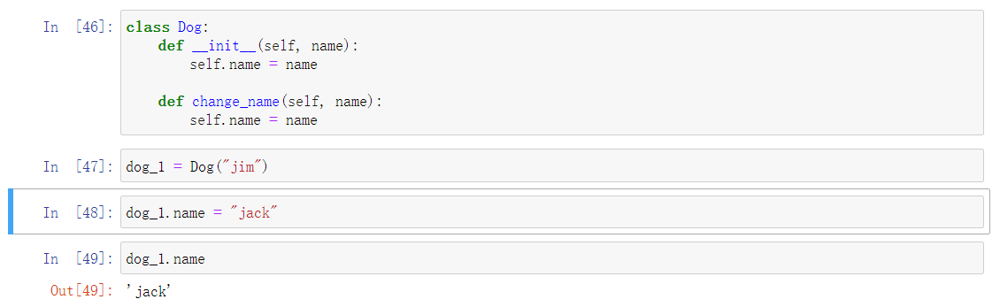 In [46]: class Dog:
def __init__(self, name):
self.name = name
def change_name(self, name):
self.name = name
In [47]: dog_1 = Dog("jim")
In [48]: dog_1.name = "jack"
In [49]: dog_1.name
Out[49]: 'jack'